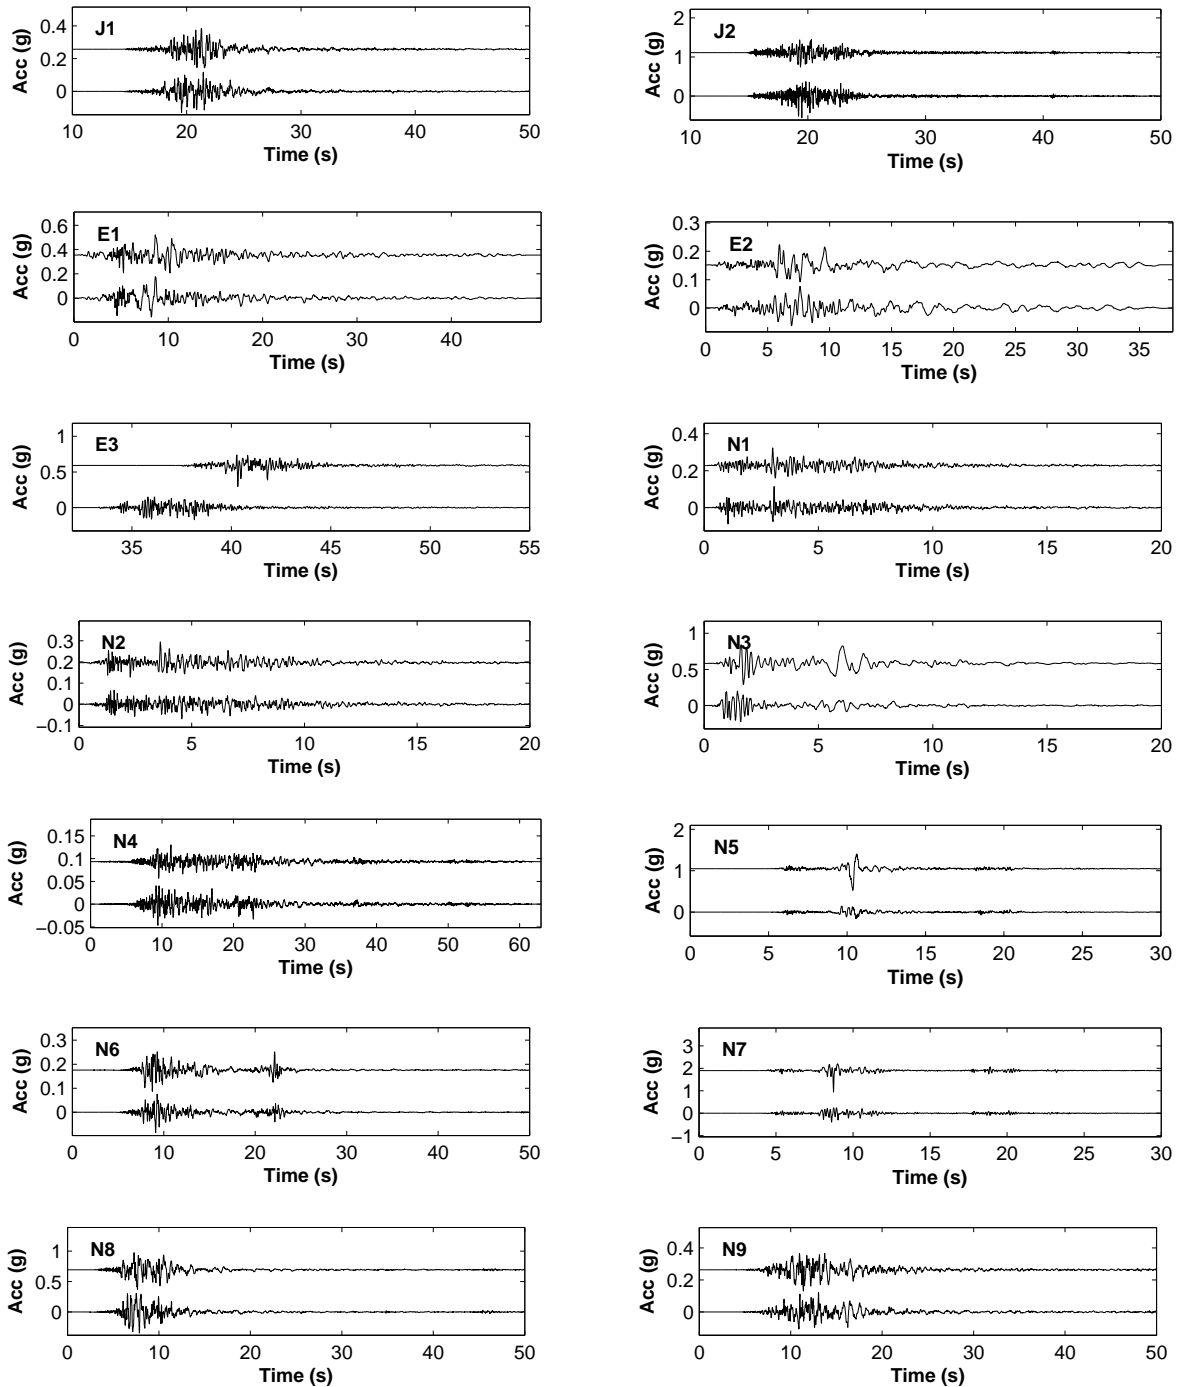 J1
Acc (g)
0.4
0.2
0
10 20 30 40 50
Time (s)
J2
Acc (g)
2
1
0
10 20 30 40 50
Time (s)
E1
Acc (g)
0.6
0.4
0.2
0
0 10 20 30 40
Time (s)
E2
Acc (g)
0.3
0.2
0.1
0
0 5 10 15 20 25 30 35
Time (s)
E3
Acc (g)
1
0.5
0
35 40 45 50 55
Time (s)
N1
Acc (g)
0.4
0.2
0
0 5 10 15 20
Time (s)
N2
Acc (g)
0.3
0.2
0.1
0
−0.1
0 5 10 15 20
Time (s)
N3
Acc (g)
1
0.5
0
0 5 10 15 20
Time (s)
N4
Acc (g)
0.15
0.1
0.05
0
−0.05
0 10 20 30 40 50 60
Time (s)
N5
Acc (g)
2
1
0
0 5 10 15 20 25 30
Time (s)
N6
Acc (g)
0.3
0.2
0.1
0
0 10 20 30 40 50
Time (s)
N7
Acc (g)
3
2
1
0
−1
0 5 10 15 20 25 30
Time (s)
N8
Acc (g)
1
0.5
0
0 10 20 30 40 50
Time (s)
N9
Acc (g)
0.4
0.2
0
0 10 20 30 40 50
Time (s)